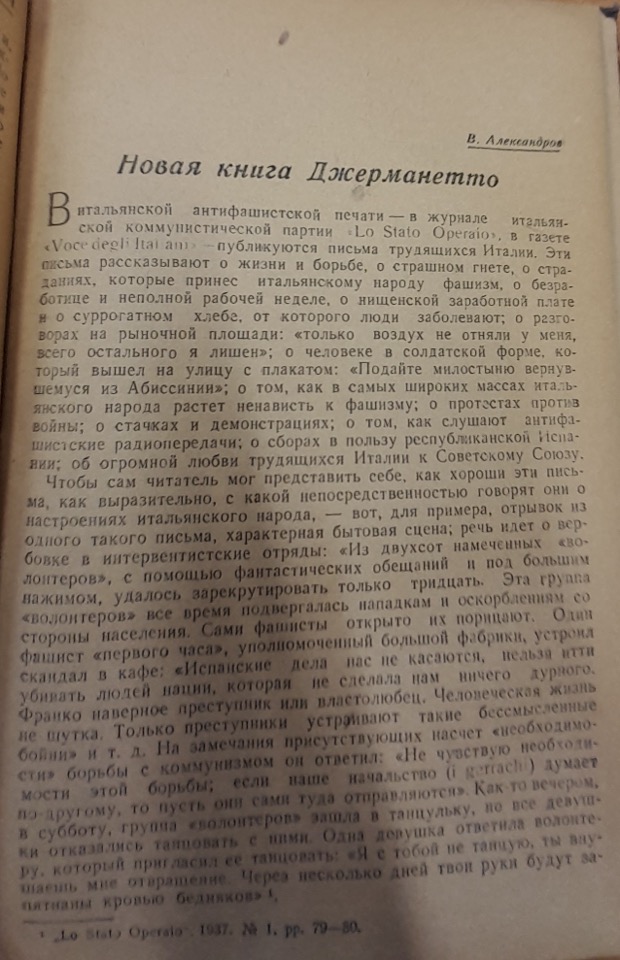 В. Александров
Новая книга Джерманетто
В итальянской антифашистской печати — в журнале итальян-
ской коммунистической партии «Lo Stato Operaio», в газете
«Voce degli Italiani» — публикуются письма трудящихся Италии. Эти
письма рассказывают о жизни и борьбе, о страшном гнете, о стра-
даниях, которые принес итальянскому народу фашизм, о безра-
ботице и неполной рабочей неделе, о нищенской заработной плате
и о суррогатном хлебе, от которого люди заболевают; о разго-
ворах на рыночной площади: «только воздух не отняли у меня,
всего остального я лишен»; о человеке в солдатской форме, ко-
торый вышел на улицу с плакатом: «Подайте милостыню вернув-
шемуся из Абиссинии»; о том, как в самых широких массах италь-
янского народа растет ненависть к фашизму; о протестах против
войны; о стачках и демонстрациях; о том, как слушают антифа-
шистские радиопередачи; о сборах в пользу республиканской Испа-
нии; об огромной любви трудящихся Италии к Советскому Союзу.
Чтобы сам читатель мог представить себе, как хороши эти пись-
ма, как выразительно, с какой непосредственностью говорят они о
настроениях итальянского народа, — вот, для примера, отрывок из
одного такого письма, характерная бытовая сцена; речь идет о вер-
бовке в интервентистские отряды: «Из двухсот намеченных «во-
лонтеров», с помощью фантастических обещаний и под большим
нажимом, удалось зарекрутировать только тридцать. Эта группа
«волонтеров» все время подвергалась нападкам и оскорблениям со
стороны населения. Сами фашисты открыто их порицают. Один
фашист «первого часа», уполномоченный большой фабрики, устроил
скандал в кафе: «Испанские дела нас не касаются, нельзя итти
убивать людей нации, которая не сделала нам ничего дурного.
Франко наверное преступник или властолюбец. Человеческая жизнь
не шутка. Только преступники устраивают такие бессмысленные
бойни» и т. д. На замечания присутствующих насчет «необходимо-
сти» борьбы с коммунизмом он ответил: «Не чувствую необходи-
мости этой борьбы; если наше начальство (i gerrachi) думает
по-другому, то пусть они сами туда отправляются». Как-то вечером,
в субботу, группа «волонтеров» зашла в танцульку, но все девуш-
ки отказались танцовать с ними. Одна девушка ответила волонте-
ру, который пригласил ее танцовать: «Я с тобой не танцую, ты вну-
шаешь мне отвращение. Через несколько дней твои руки будут за-
пятнаны кровью бедняков» ¹.
¹ „Lo Stato Operaio“, 1937. № 1, pp. 79—80.